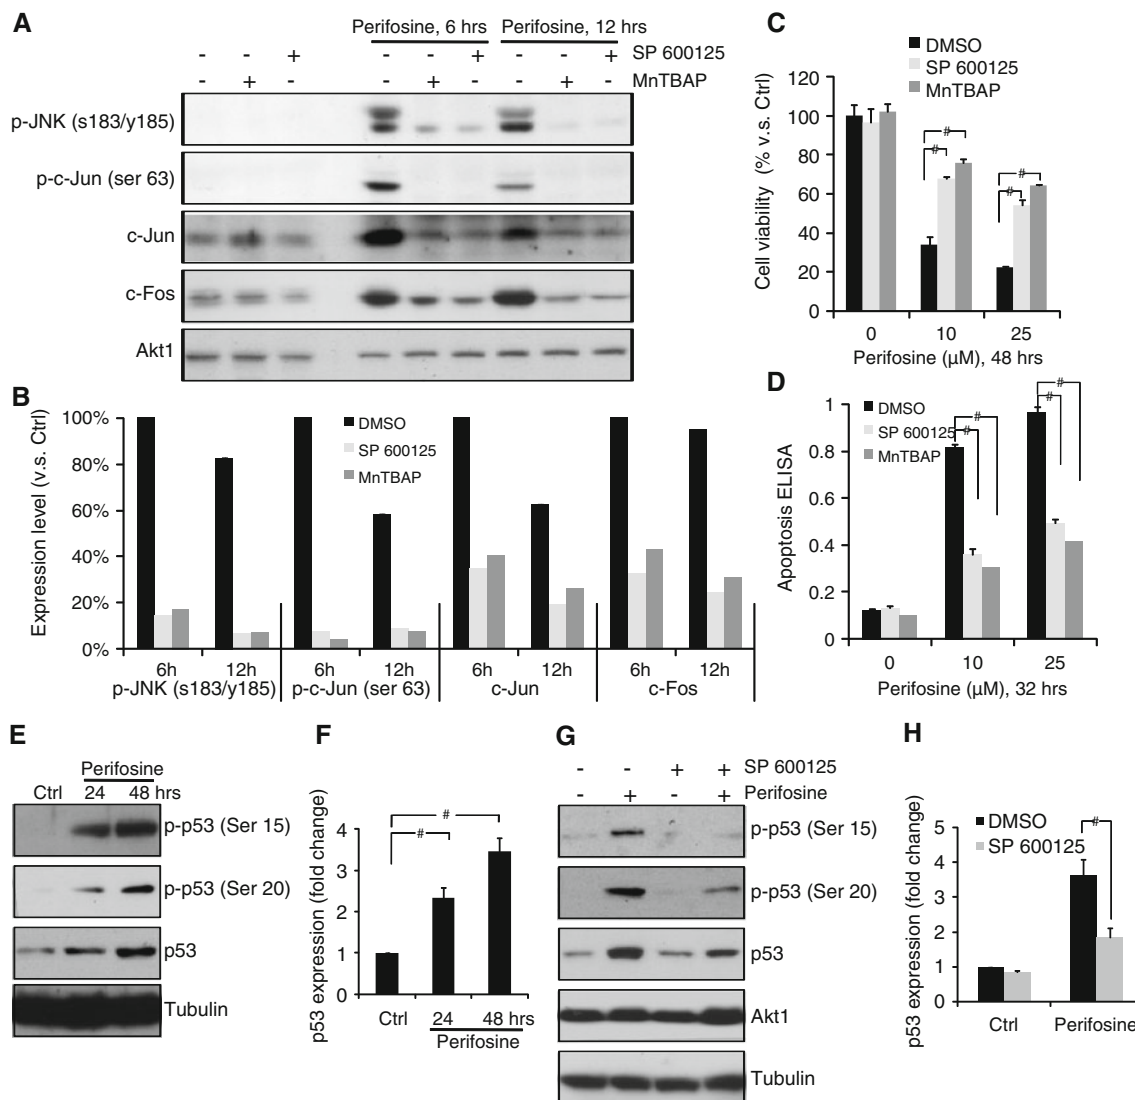 A
Perifosine, 6 hrs Perifosine, 12 hrs
- - + - - + - - + SP 600125
- + - - + - - + - MnTBAP
p-JNK (s183/y185)
p-c-Jun (ser 63)
c-Jun
c-Fos
Akt1
B
Expression level (v.s. Ctrl)
100%
80%
60%
40%
20%
0%
DMSO
SP 600125
MnTBAP
6h 12h 6h 12h 6h 12h 6h 12h
p-JNK (s183/y185) p-c-Jun (ser 63) c-Jun c-Fos
C
DMSO
SP 600125
MnTBAP
Cell viability (% v.s. Ctrl)
120
100
80
60
40
20
0
# # # #
0 10 25
Perifosine (µM), 48 hrs
D
DMSO
SP 600125
MnTBAP
Apoptosis ELISA
1
0.8
0.6
0.4
0.2
0
# # # #
0 10 25
Perifosine (µM), 32 hrs
E
Perifosine
Ctrl 24 48 hrs
p-p53 (Ser 15)
p-p53 (Ser 20)
p53
Tubulin
F
p53 expression (fold change)
4
3
2
1
0
# #
Ctrl 24 48 hrs
Perifosine
G
- - + + SP 600125
- + - + Perifosine
p-p53 (Ser 15)
p-p53 (Ser 20)
p53
Akt1
Tubulin
H
p53 expression (fold change)
5
4
3
2
1
0
DMSO
SP 600125
#
Ctrl Perifosine